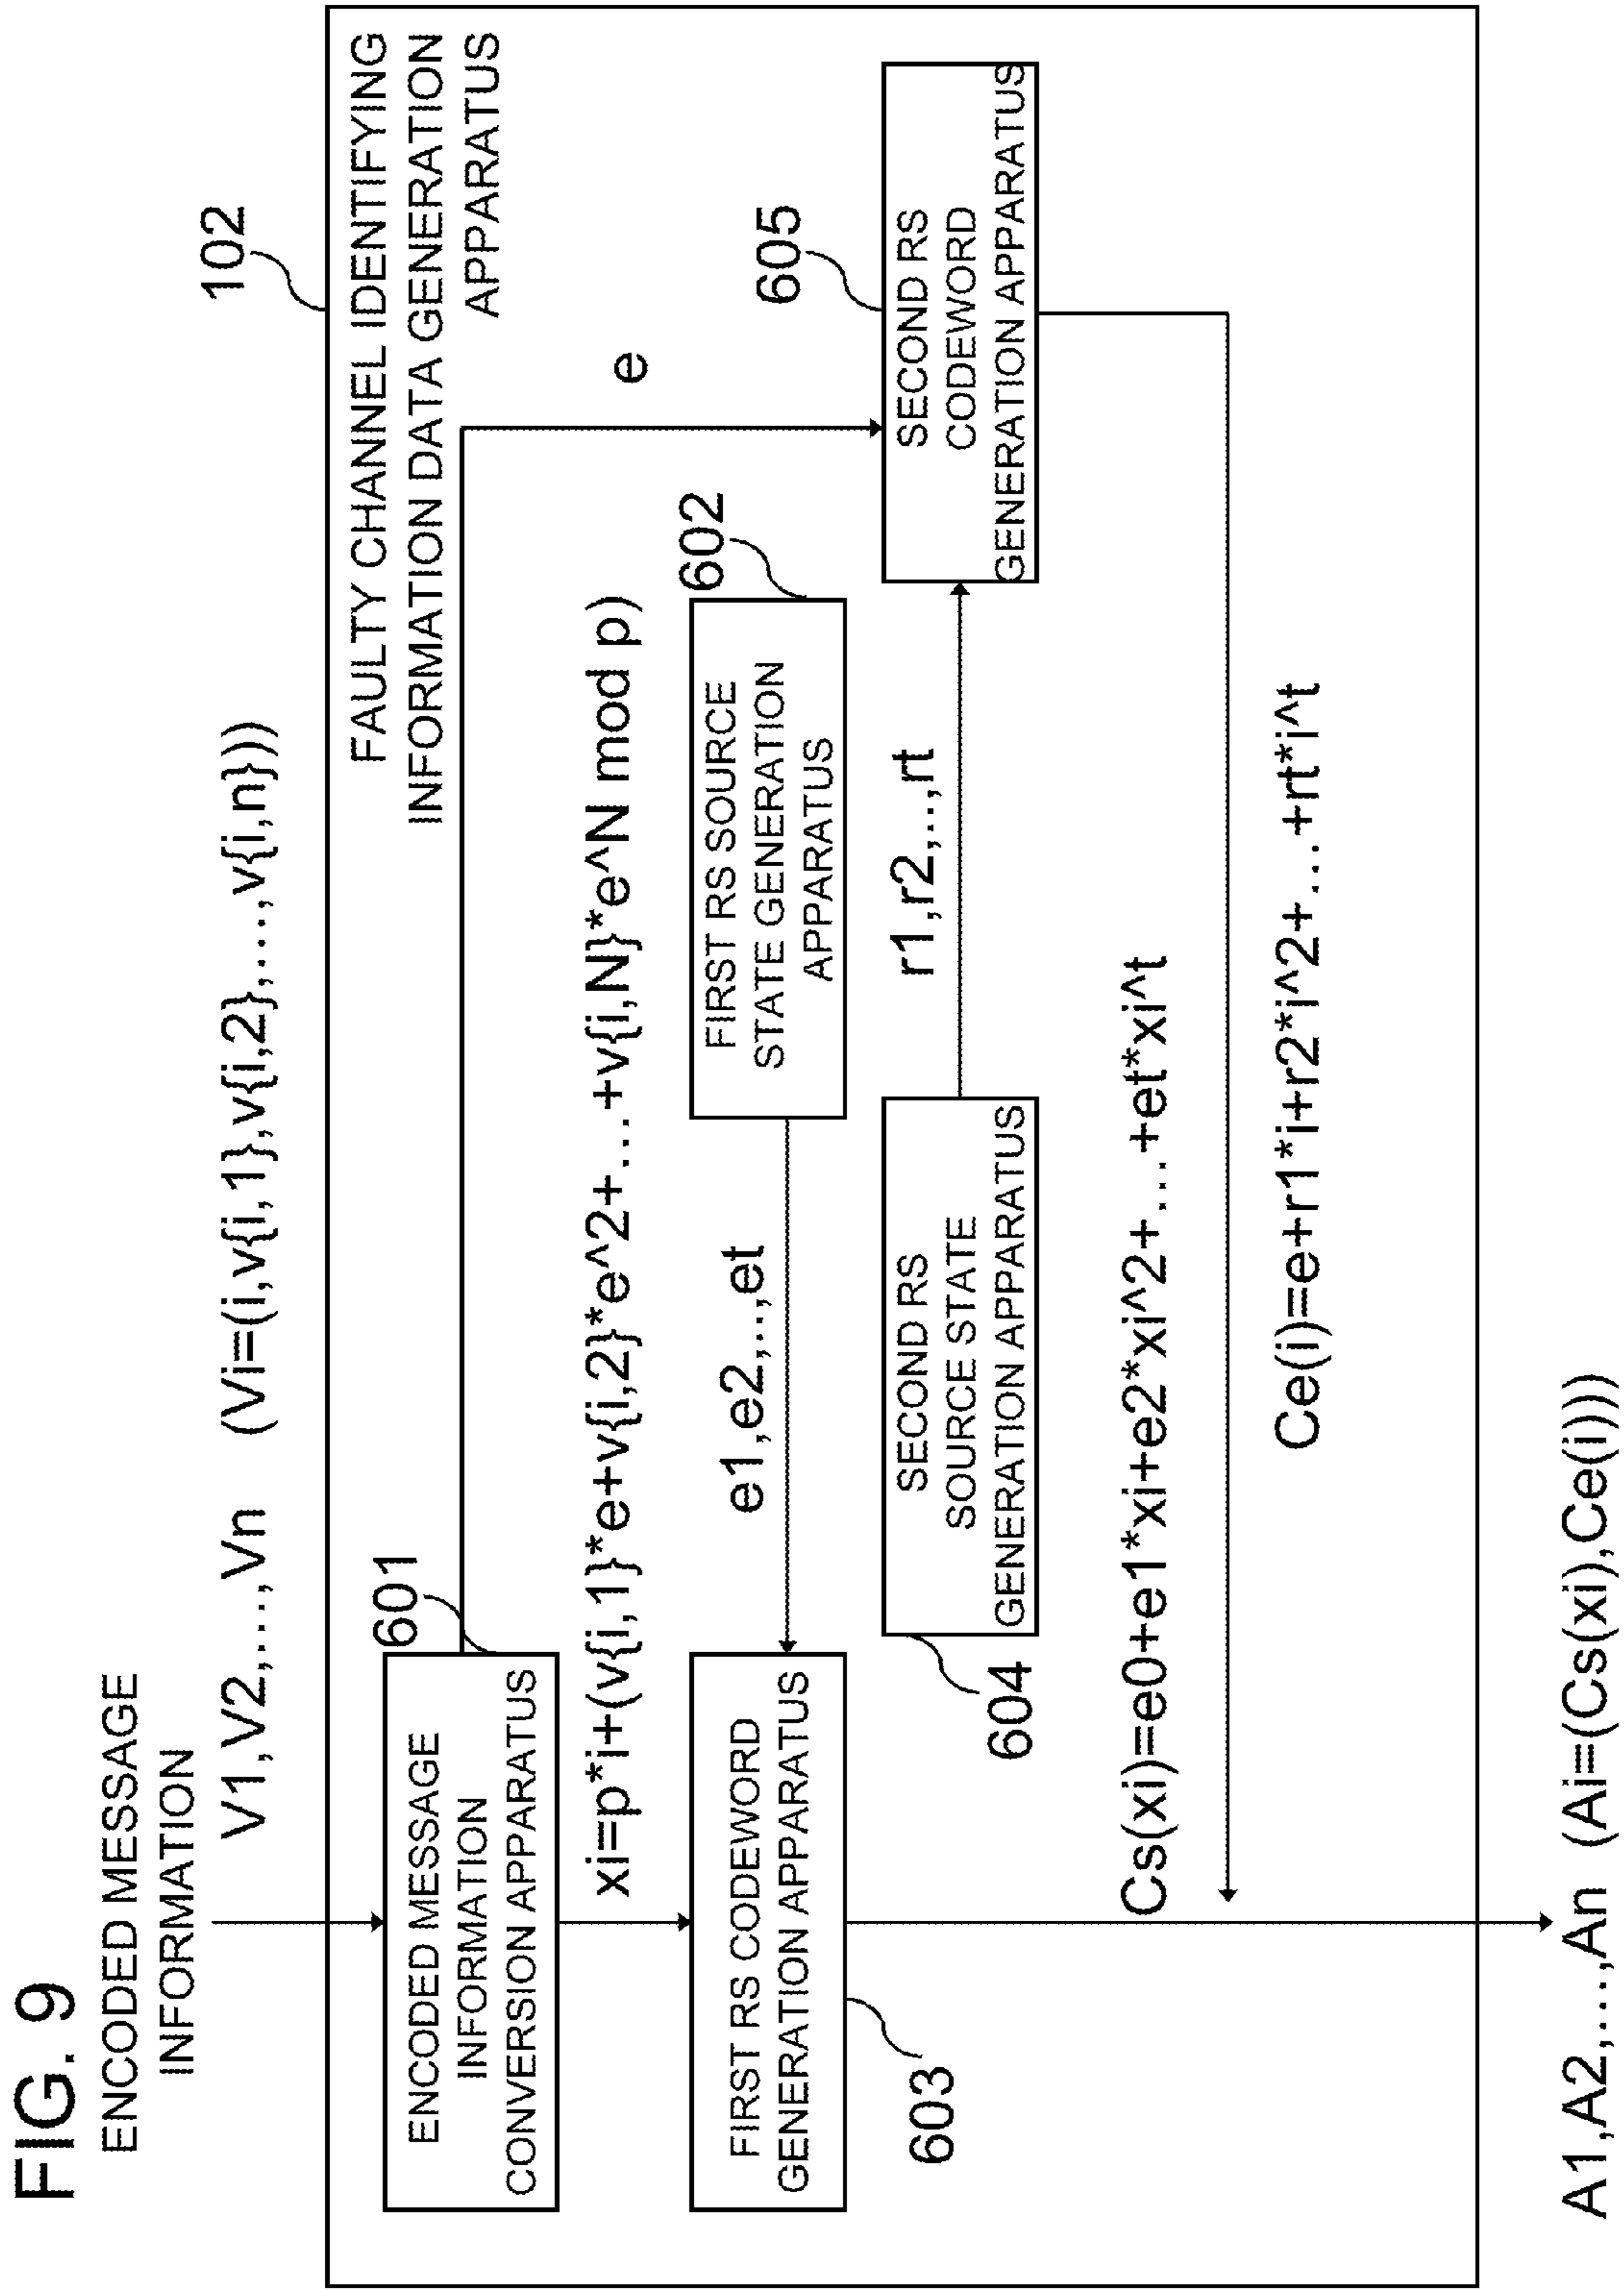 FIG. 9
ENCODED MESSAGE
INFORMATION
V1,V2,...,Vn (Vi=(i,v{i,1},v{i,2},...,v{i,n}))
102
FAULTY CHANNEL IDENTIFYING
INFORMATION DATA GENERATION
APPARATUS
601
ENCODED MESSAGE
INFORMATION
CONVERSION APPARATUS
e
xi=p*i+(v{i,1}*e+v{i,2}*e^2+...+v{i,N}*e^N mod p)
602
FIRST RS SOURCE
STATE GENERATION
APPARATUS
e1,e2,..,et
FIRST RS CODEWORD
GENERATION APPARATUS
603
605
SECOND RS
CODEWORD
GENERATION APPARATUS
r1,r2,..,rt
SECOND RS
SOURCE STATE
GENERATION APPARATUS
604
Cs(xi)=e0+e1*xi+e2*xi^2+...+et*xi^t
Ce(i)=e+r1*i+r2*i^2+...+rt*i^t
A1,A2,...,An (Ai=(Cs(xi),Ce(i)))